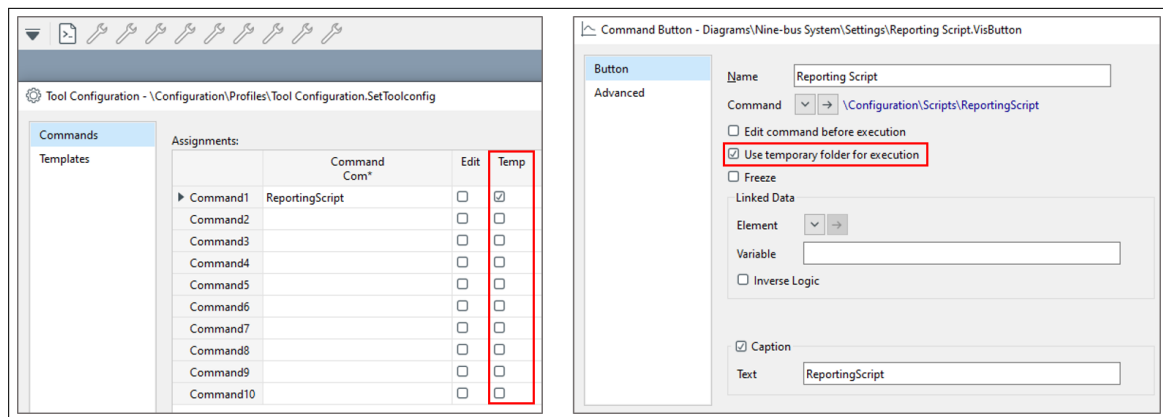 Tool Configuration - \Configuration\Profiles\Tool Configuration.SetToolconfig
Commands
Templates
Assignments:
Command
Com*
Edit
Temp
Command1
ReportingScript
Command2
Command3
Command4
Command5
Command6
Command7
Command8
Command9
Command10
Command Button - Diagrams\Nine-bus System\Settings\Reporting Script.VisButton
Button
Advanced
Name
Reporting Script
Command
\Configuration\Scripts\ReportingScript
Edit command before execution
Use temporary folder for execution
Freeze
Linked Data
Element
Variable
Inverse Logic
Caption
Text
ReportingScript